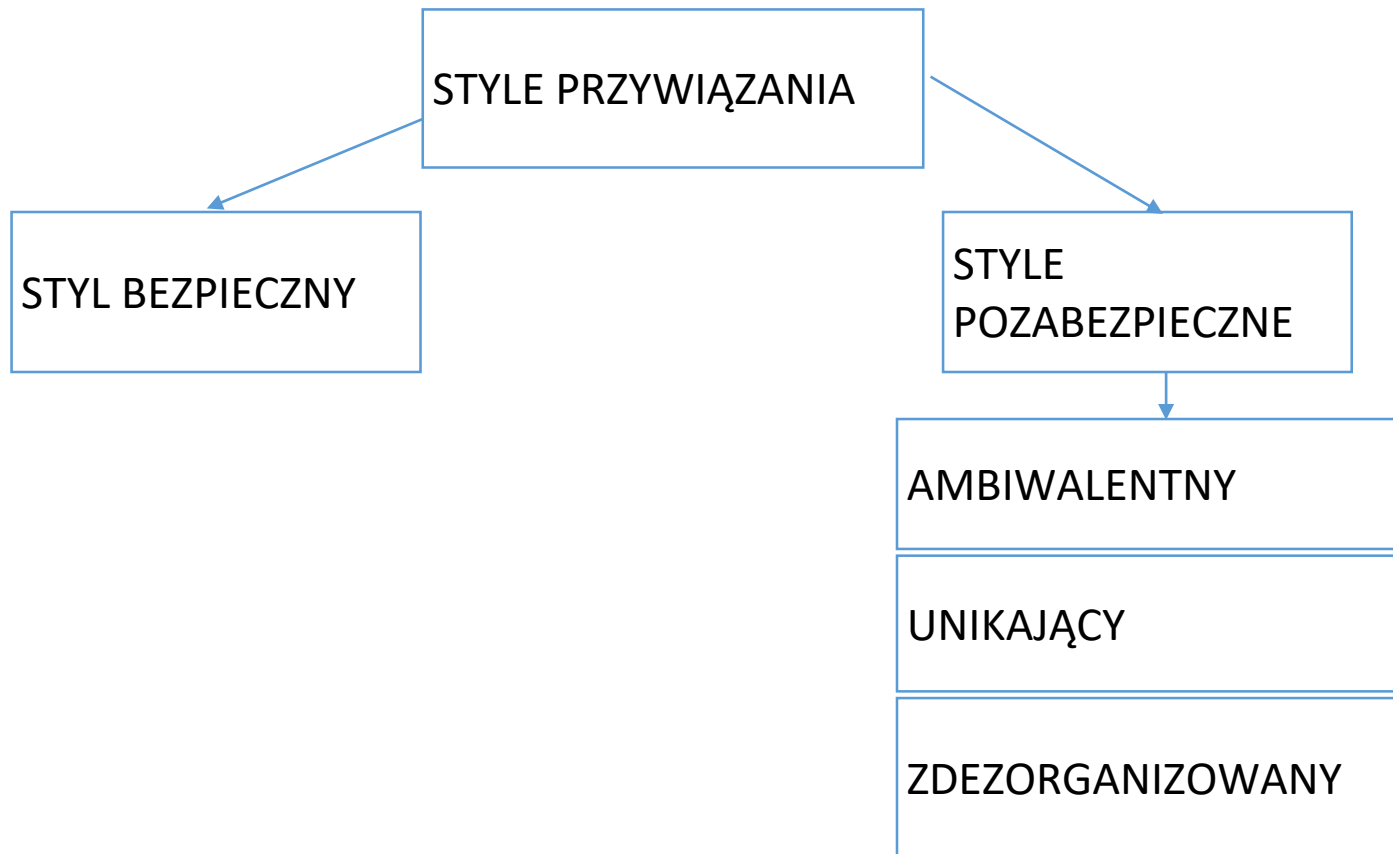 STYLE PRZYWIĄZANIA
STYL BEZPIECZNY
STYLE
POZABEZPIECZNE
AMBIWALENTNY
UNIKAJĄCY
ZDEZORGANIZOWANY